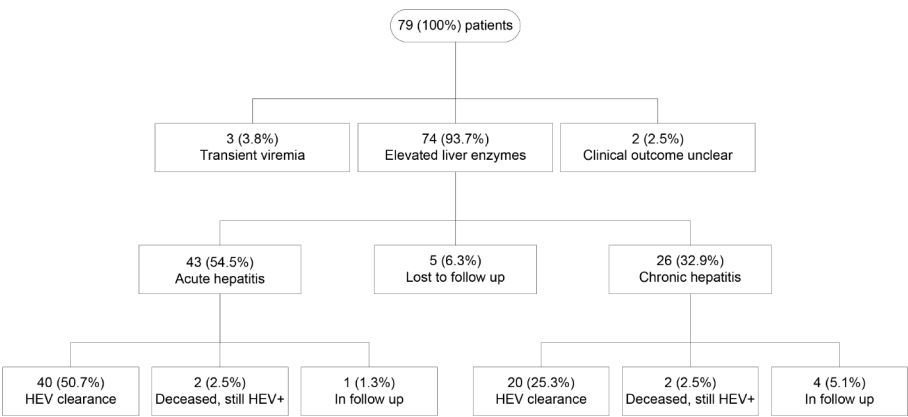 79 (100%) patients
3 (3.8%)
Transient viremia
74 (93.7%)
Elevated liver enzymes
2 (2.5%)
Clinical outcome unclear
43 (54.5%)
Acute hepatitis
5 (6.3%)
Lost to follow up
26 (32.9%)
Chronic hepatitis
40 (50.7%)
HEV clearance
2 (2.5%)
Deceased, still HEV+
1 (1.3%)
In follow up
20 (25.3%)
HEV clearance
2 (2.5%)
Deceased, still HEV+
4 (5.1%)
In follow up